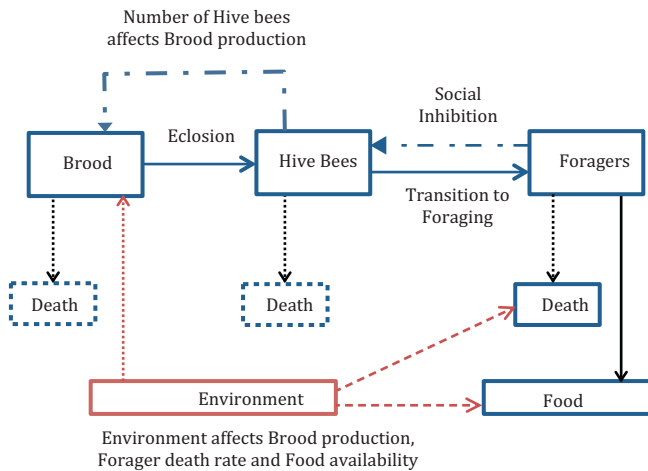 Number of Hive bees
affects Brood production
Social
Inhibition
Eclosion
Brood
Hive Bees
Foragers
Transition to
Foraging
Death
Death
Death
Environment
Food
Environment affects Brood production,
Forager death rate and Food availability